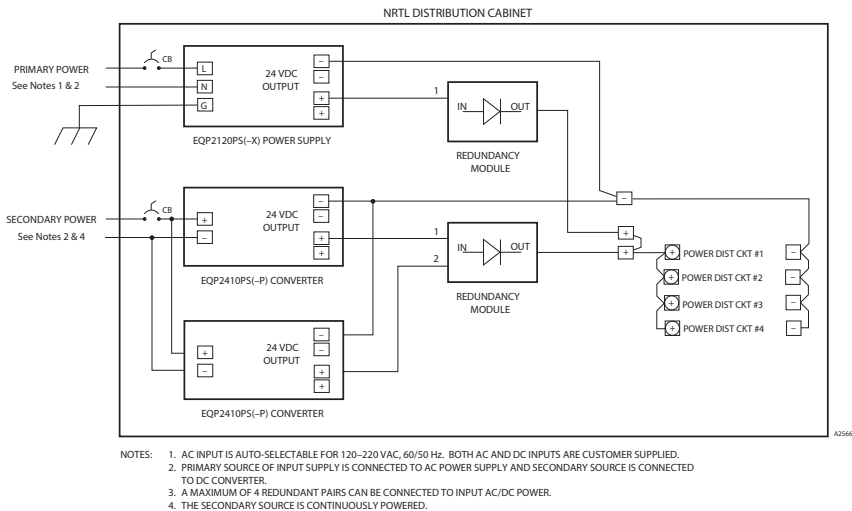 NRTL DISTRIBUTION CABINET
PRIMARY POWER
See Notes 1 & 2
CB
L
N
G
24 VDC
OUTPUT
−
−
+
+
EQP2120PS(–X) POWER SUPPLY
1
IN
OUT
REDUNDANCY
MODULE
SECONDARY POWER
See Notes 2 & 4
CB
+
−
24 VDC
OUTPUT
−
−
+
+
EQP2410PS(–P) CONVERTER
1
2
IN
OUT
REDUNDANCY
MODULE
+
−
24 VDC
OUTPUT
−
−
+
+
EQP2410PS(–P) CONVERTER
−
+
+
+ POWER DIST CKT #1 −
+ POWER DIST CKT #2 −
+ POWER DIST CKT #3 −
+ POWER DIST CKT #4 −
A2566
NOTES: 1. AC INPUT IS AUTO-SELECTABLE FOR 120–220 VAC, 60/50 Hz. BOTH AC AND DC INPUTS ARE CUSTOMER SUPPLIED.
2. PRIMARY SOURCE OF INPUT SUPPLY IS CONNECTED TO AC POWER SUPPLY AND SECONDARY SOURCE IS CONNECTED
TO DC CONVERTER.
3. A MAXIMUM OF 4 REDUNDANT PAIRS CAN BE CONNECTED TO INPUT AC/DC POWER.
4. THE SECONDARY SOURCE IS CONTINUOUSLY POWERED.